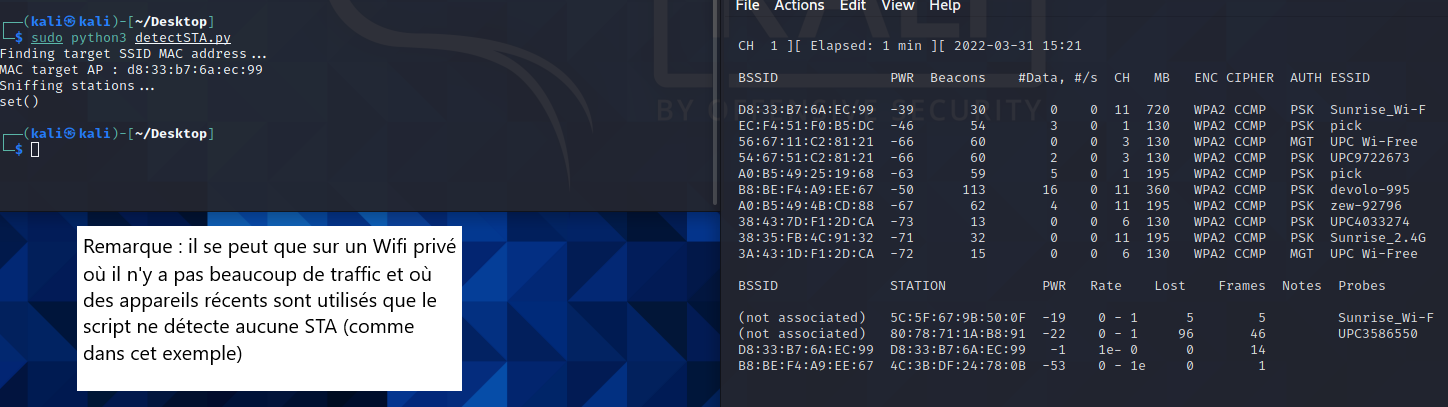 ┌──(kali㉿kali)-[~/Desktop]
└─$ sudo python3 detectSTA.py
Finding target SSID MAC address...
MAC target AP : d8:33:b7:6a:ec:99
Sniffing stations...
set()
┌──(kali㉿kali)-[~/Desktop]
└─$
Remarque : il se peut que sur un Wifi privé
où il n'y a pas beaucoup de traffic et où
des appareils récents sont utilisés que le
script ne détecte aucune STA (comme
dans cet exemple)
File Actions Edit View Help
CH 1 ][ Elapsed: 1 min ][ 2022-03-31 15:21
BSSID PWR Beacons #Data, #/s CH MB ENC CIPHER AUTH ESSID
D8:33:B7:6A:EC:99 -39 30 0 0 11 720 WPA2 CCMP PSK Sunrise_Wi-F
EC:F4:51:F0:B5:DC -46 54 3 0 1 130 WPA2 CCMP PSK pick
56:67:11:C2:81:21 -66 60 0 0 3 130 WPA2 CCMP MGT UPC Wi-Free
54:67:51:C2:81:21 -66 60 2 0 3 130 WPA2 CCMP PSK UPC9722673
A0:B5:49:25:19:68 -63 59 5 0 1 195 WPA2 CCMP PSK pick
B8:BE:F4:A9:EE:67 -50 113 16 0 11 360 WPA2 CCMP PSK devolo-995
A0:B5:49:4B:CD:88 -67 62 4 0 11 195 WPA2 CCMP PSK zew-92796
38:43:7D:F1:2D:CA -73 13 0 0 6 130 WPA2 CCMP PSK UPC4033274
38:35:FB:4C:91:32 -71 32 0 0 11 195 WPA2 CCMP PSK Sunrise_2.4G
3A:43:1D:F1:2D:CA -72 15 0 0 6 130 WPA2 CCMP MGT UPC Wi-Free
BSSID STATION PWR Rate Lost Frames Notes Probes
(not associated) 5C:5F:67:9B:50:0F -19 0 - 1 5 5 Sunrise_Wi-F
(not associated) 80:78:71:1A:B8:91 -22 0 - 1 96 46 UPC3586550
D8:33:B7:6A:EC:99 D8:33:B7:6A:EC:99 -1 1e- 0 0 14
B8:BE:F4:A9:EE:67 4C:3B:DF:24:78:0B -53 0 - 1e 0 1
BY OFFENSIVE SECURITY